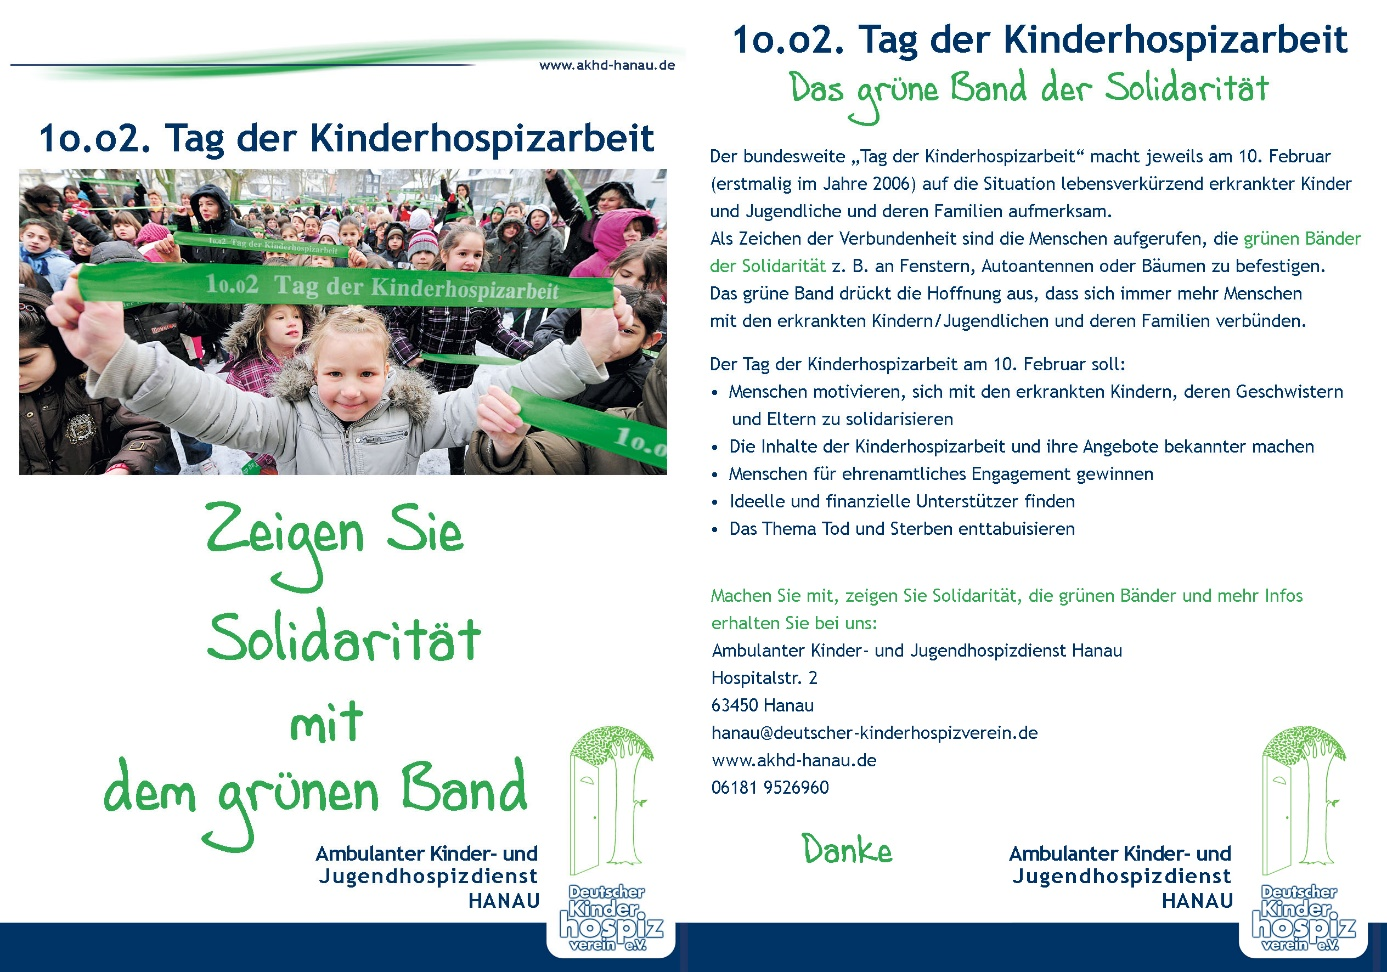 www.akhd-hanau.de
1o.o2. Tag der Kinderhospizarbeit
1o.o2 Tag der Kinderhospizarbeit
1o.o2 Tag der Kinderhospizarbeit
1o.o
Zeigen Sie
Solidarität
mit
dem grünen Band
Ambulanter Kinder- und
Jugendhospizdienst
HANAU
Deutscher
Kinder
hospiz
verein e.V.
1o.o2. Tag der Kinderhospizarbeit
Das grüne Band der Solidarität
Der bundesweite „Tag der Kinderhospizarbeit“ macht jeweils am 10. Februar
(erstmalig im Jahre 2006) auf die Situation lebensverkürzend erkrankter Kinder
und Jugendliche und deren Familien aufmerksam.
Als Zeichen der Verbundenheit sind die Menschen aufgerufen, die grünen Bänder
der Solidarität z. B. an Fenstern, Autoantennen oder Bäumen zu befestigen.
Das grüne Band drückt die Hoffnung aus, dass sich immer mehr Menschen
mit den erkrankten Kindern/Jugendlichen und deren Familien verbünden.
Der Tag der Kinderhospizarbeit am 10. Februar soll:
• Menschen motivieren, sich mit den erkrankten Kindern, deren Geschwistern
und Eltern zu solidarisieren
• Die Inhalte der Kinderhospizarbeit und ihre Angebote bekannter machen
• Menschen für ehrenamtliches Engagement gewinnen
• Ideelle und finanzielle Unterstützer finden
• Das Thema Tod und Sterben enttabuisieren
Machen Sie mit, zeigen Sie Solidarität, die grünen Bänder und mehr Infos
erhalten Sie bei uns:
Ambulanter Kinder- und Jugendhospizdienst Hanau
Hospitalstr. 2
63450 Hanau
hanau@deutscher-kinderhospizverein.de
www.akhd-hanau.de
06181 9526960
Danke
Ambulanter Kinder- und
Jugendhospizdienst
HANAU
Deutscher
Kinder
hospiz
verein e.V.